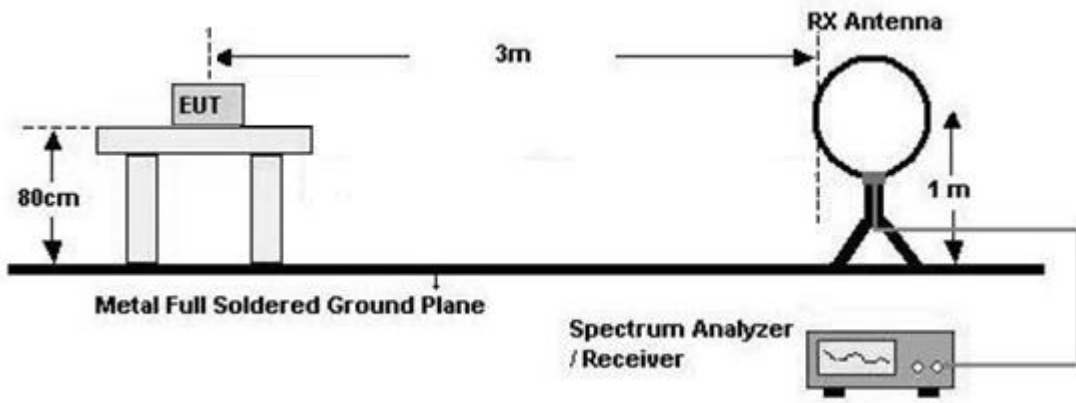 RX Antenna
3m
EUT
80cm
1 m
Metal Full Soldered Ground Plane
Spectrum Analyzer
/ Receiver